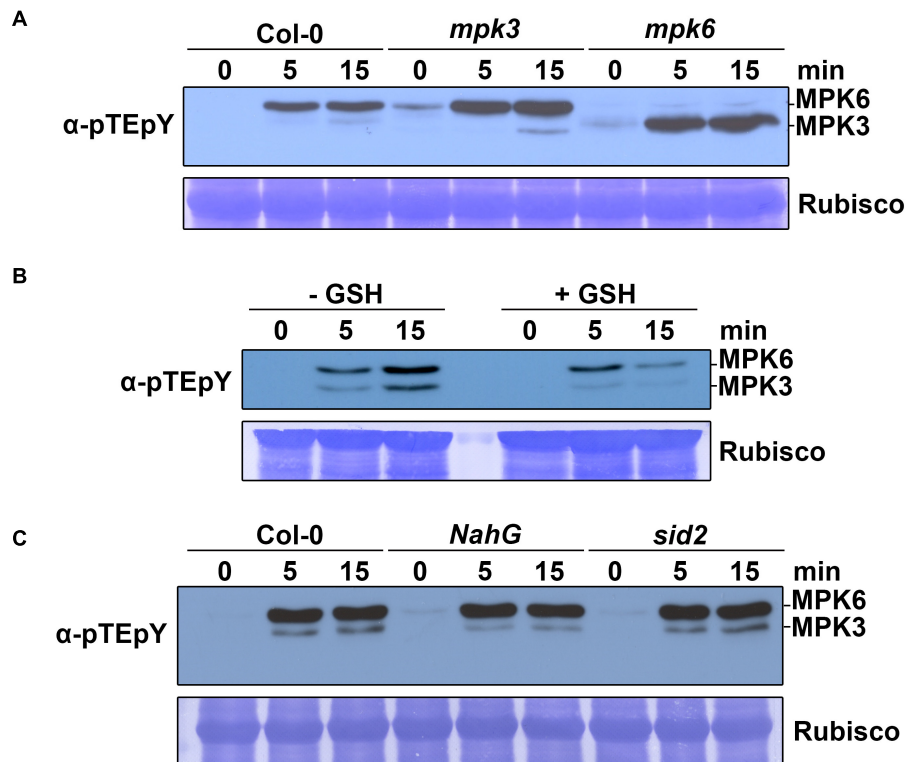 A
Col-0 mpk3 mpk6
0 5 15 0 5 15 0 5 15 min
α-pTEpY
MPK6
MPK3
Rubisco
B
- GSH + GSH
0 5 15 0 5 15 min
α-pTEpY
MPK6
MPK3
Rubisco
C
Col-0 NahG sid2
0 5 15 0 5 15 0 5 15 min
α-pTEpY
MPK6
MPK3
Rubisco